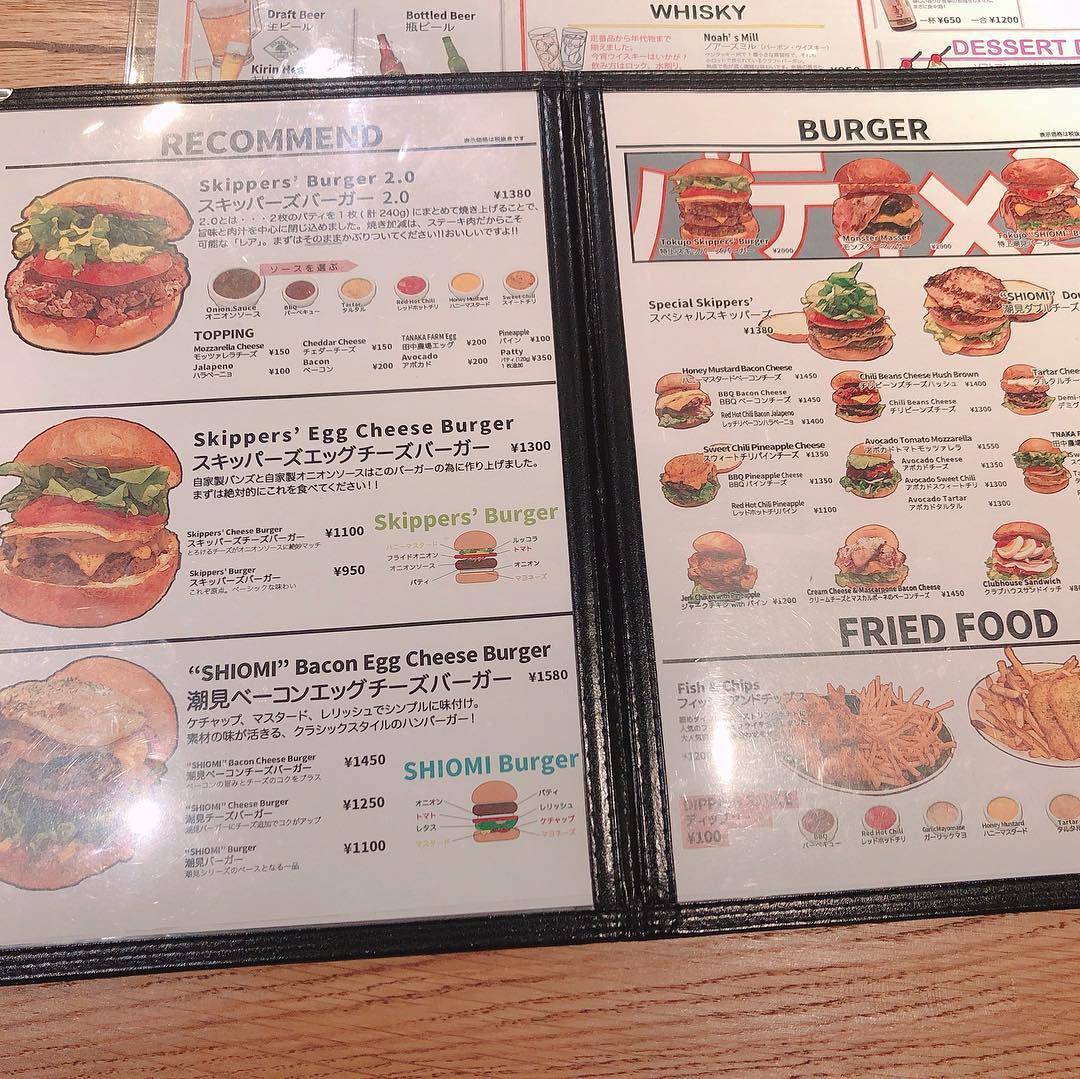 Draft Beer
生ビール
Bottled Beer
瓶ビール
WHISKY
定番品から年代物まで
揃えました。
今宵ウイスキーはいかが!
飲み方はロック、水割り、
Noah's Mill
ノアーズミル(バーボン・ウイスキー)
一杯 ¥650 一合 ¥1200
DESSERT
RECOMMEND
表示価格は税抜きです
Skippers' Burger 2.0
スキッパーズバーガー 2.0 ¥1380
2.0とは・・・2枚のパティを1枚(計240g)にまとめて焼き上げることで、
旨味と肉汁を中心に閉じ込めました。焼き加減は、ステーキ肉だからこそ
可能な「レア」。まずはそのままかぶりついてください!!おいしいですよ!!
ソースを選ぶ
Onion Sauce
オニオンソース
BBQ
バーベキュー
Tartar
タルタル
Red Hot Chili
レッドホットチリ
Honey Mustard
ハニーマスタード
Sweet Chili
スイートチリ
TOPPING
Mozzarella Cheese
モッツァレラチーズ ¥150
Jalapeno
ハラペーニョ ¥100
Cheddar Cheese
チェダーチーズ ¥150
Bacon
ベーコン ¥200
TANAKA FARM Egg
田中農場エッグ ¥200
Avocado
アボカド ¥200
Pineapple
パイン ¥100
Patty
パティ(120g)
1枚追加 ¥350
Skippers' Egg Cheese Burger
スキッパーズエッグチーズバーガー ¥1300
自家製バンズと自家製オニオンソースはこのバーガーの為に作り上げました。
まずは絶対的にこれを食べてください!!
Skippers' Cheese Burger
スキッパーズチーズバーガー ¥1100
とろけるチーズがオニオンソースに絶妙マッチ
Skippers' Burger
スキッパーズバーガー ¥950
これぞ原点。ベーシックな味わい
Skippers' Burger
ハニーマスタード
フライドオニオン
オニオンソース
パティ
ルッコラ
トマト
オニオン
マヨネーズ
"SHIOMI" Bacon Egg Cheese Burger
潮見ベーコンエッグチーズバーガー ¥1580
ケチャップ、マスタード、レリッシュでシンプルに味付け。
素材の味が活きる、クラシックスタイルのハンバーガー!
"SHIOMI" Bacon Cheese Burger
潮見ベーコンチーズバーガー ¥1450
ベーコンの旨みとチーズのコクをプラス
"SHIOMI" Cheese Burger
潮見チーズバーガー ¥1250
潮見バーガーにチーズ追加でコクがアップ
"SHIOMI" Burger
潮見バーガー ¥1100
潮見シリーズのベースとなる一品
SHIOMI Burger
オニオン
トマト
レタス
マスタード
パティ
レリッシュ
ケチャップ
マヨネーズ
BURGER
表示価格は税抜
パティ×
Tokujo Skippers' Burger
特上スキッパーズバーガー ¥2000
Monster Masser
モンスターマッサー ¥2000
Tokujo "SHIOMI" Bu
特上潮見バーガー
Special Skippers'
スペシャルスキッパーズ
¥1380
"SHIOMI" Dou
潮見ダブルチーズ
Honey Mustard Bacon Cheese
ハニーマスタードベーコンチーズ ¥1450
BBQ Bacon Cheese
BBQ ベーコンチーズ ¥1450
Red Hot Chili Bacon Jalapeno
レッチリベーコンハラペーニョ ¥1400
Chili Beans Cheese Hush Brown
チリビーンズチーズハッシュ ¥1400
Chili Beans Cheese
チリビーンズチーズ ¥1300
Tartar Chee
タルタルチー
Demi-
デミグ
Sweet Chili Pineapple Cheese
スウィートチリパインチーズ ¥1350
BBQ Pineapple Cheese
BBQ パインチーズ ¥1350
Red Hot Chili Pineapple
レッドホットチリパイン ¥1100
Avocado Tomato Mozzarella
アボカドトマトモッツァレラ ¥1550
Avocado Cheese
アボカドチーズ ¥1350
Avocado Sweet Chili
アボカドスウィートチリ ¥1300
Avocado Tartar
アボカドタルタル ¥1300
TNAKA F
田中農場
Jerk Chiken with Pineapple
ジャークチキン with パイン ¥1200
Cream Cheese & Mascarpone Bacon Cheese
クリームチーズとマスカルポーネのベーコンチーズ ¥1450
Clubhouse Sandwich
クラブハウスサンドイッチ
FRIED FOOD
Fish & Chips
フィッシュアンドチップス
¥1200
DIPPING SAUCE
ディップソース
¥100
BBQ
バーベキュー
Red Hot Chili
レッドホットチリ
Garlic Mayonnaise
ガーリックマヨ
Honey Mustard
ハニーマスタード
Tartar
タルタル